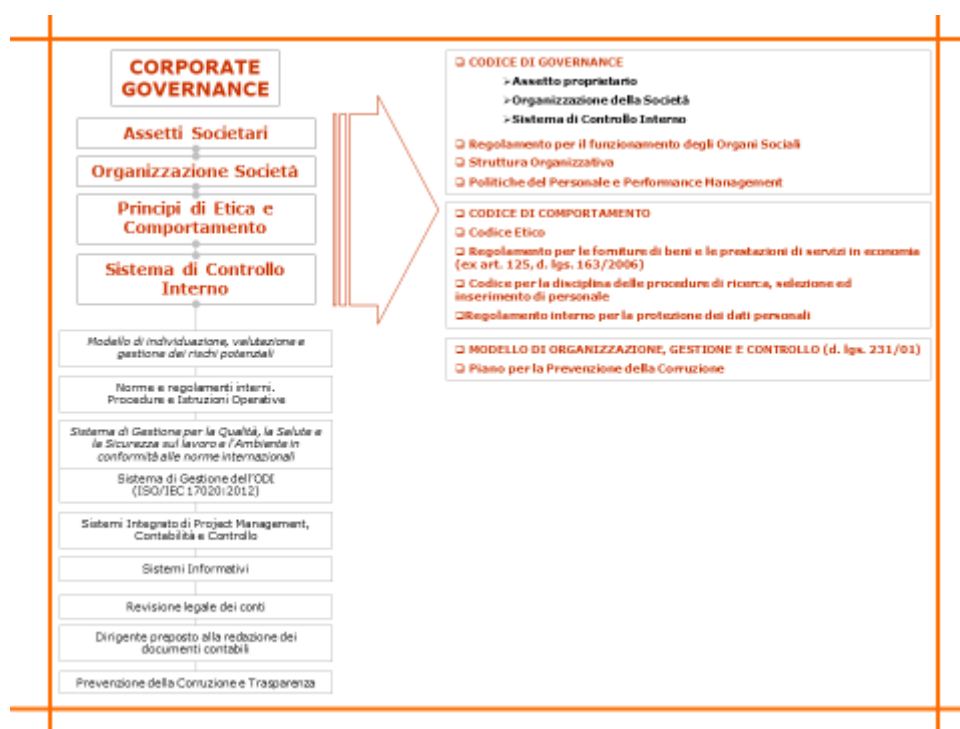 CORPORATE
GOVERNANCE
Assetti Societari
Organizzazione Società
Principi di Etica e
Comportamento
Sistema di Controllo
Interno
Modello di individuazione, valutazione e
gestione dei rischi potenziali
Norme e regolamenti interni.
Procedure e Istruzioni Operative
Sistema di Gestione per la Qualità, la Salute e
la Sicurezza sul lavoro e l'Ambiente in
conformità alle norme internazionali
Sistema di Gestione dell'ODI
(ISO/IEC 17020:2012)
Sistemi Integrato di Project Management,
Contabilità e Controllo
Sistemi Informativi
Revisione legale dei conti
Dirigente preposto alla redazione dei
documenti contabili
Prevenzione della Corruzione e Trasparenza
❑ CODICE DI GOVERNANCE
➢Assetto proprietario
➢Organizzazione della Società
➢Sistema di Controllo Interno
❑ Regolamento per il funzionamento degli Organi Sociali
❑ Struttura Organizzativa
❑ Politiche del Personale e Performance Management
❑ CODICE DI COMPORTAMENTO
❑ Codice Etico
❑ Regolamento per le forniture di beni e le prestazioni di servizi in economia
(ex art. 125, d. lgs. 163/2006)
❑ Codice per la disciplina delle procedure di ricerca, selezione ed
inserimento di personale
❑Regolamento interno per la protezione dei dati personali
❑ MODELLO DI ORGANIZZAZIONE, GESTIONE E CONTROLLO (d. lgs. 231/01)
❑ Piano per la Prevenzione della Corruzione